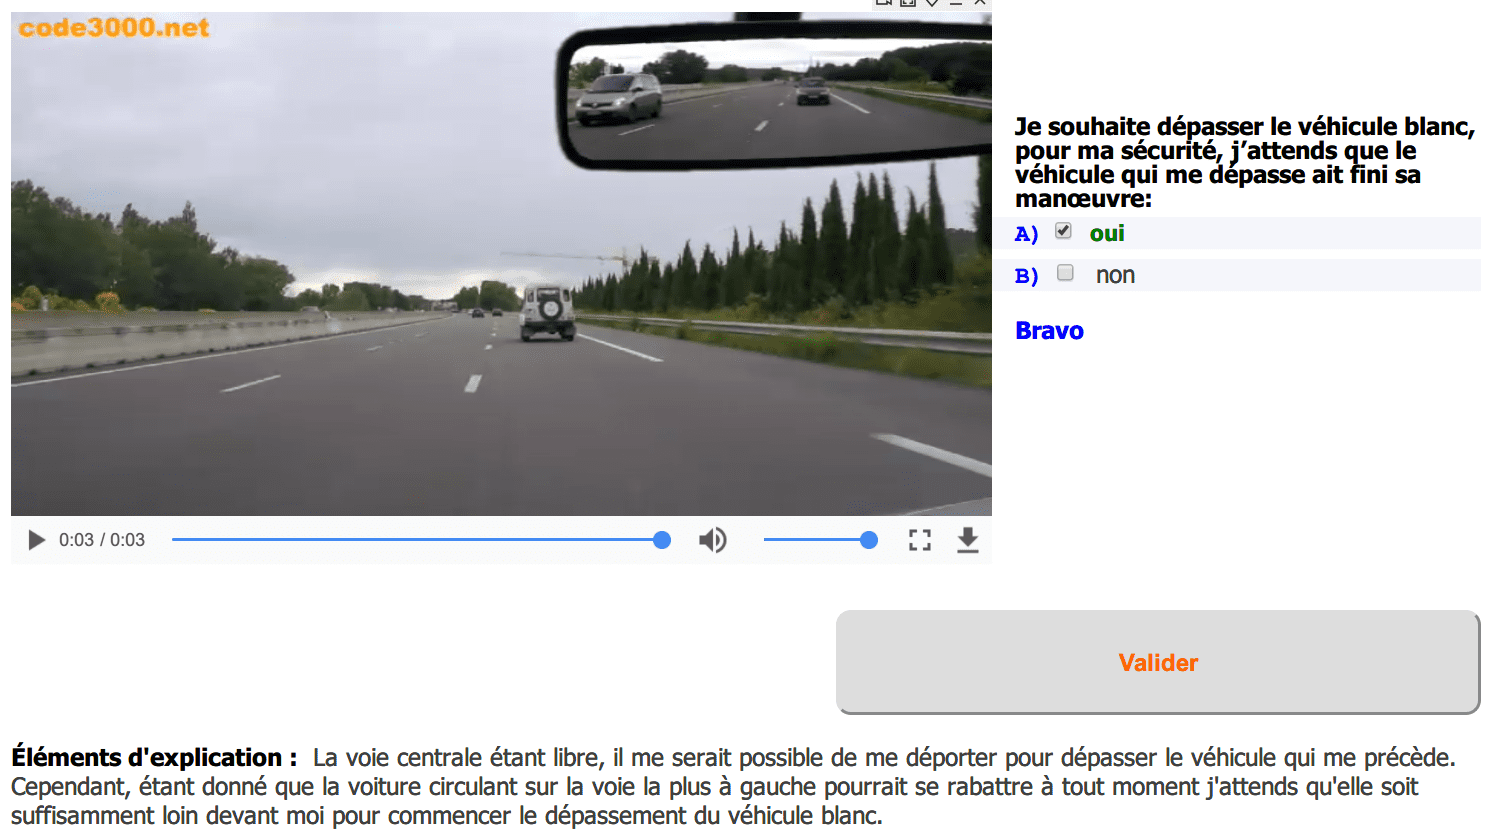 code3000.net
Je souhaite dépasser le véhicule blanc,
pour ma sécurité, j’attends que le
véhicule qui me dépasse ait fini sa
manœuvre:
A) oui
B) non
Bravo
0:03 / 0:03
Valider
Éléments d'explication : La voie centrale étant libre, il me serait possible de me déporter pour dépasser le véhicule qui me précède.
Cependant, étant donné que la voiture circulant sur la voie la plus à gauche pourrait se rabattre à tout moment j'attends qu'elle soit
suffisamment loin devant moi pour commencer le dépassement du véhicule blanc.